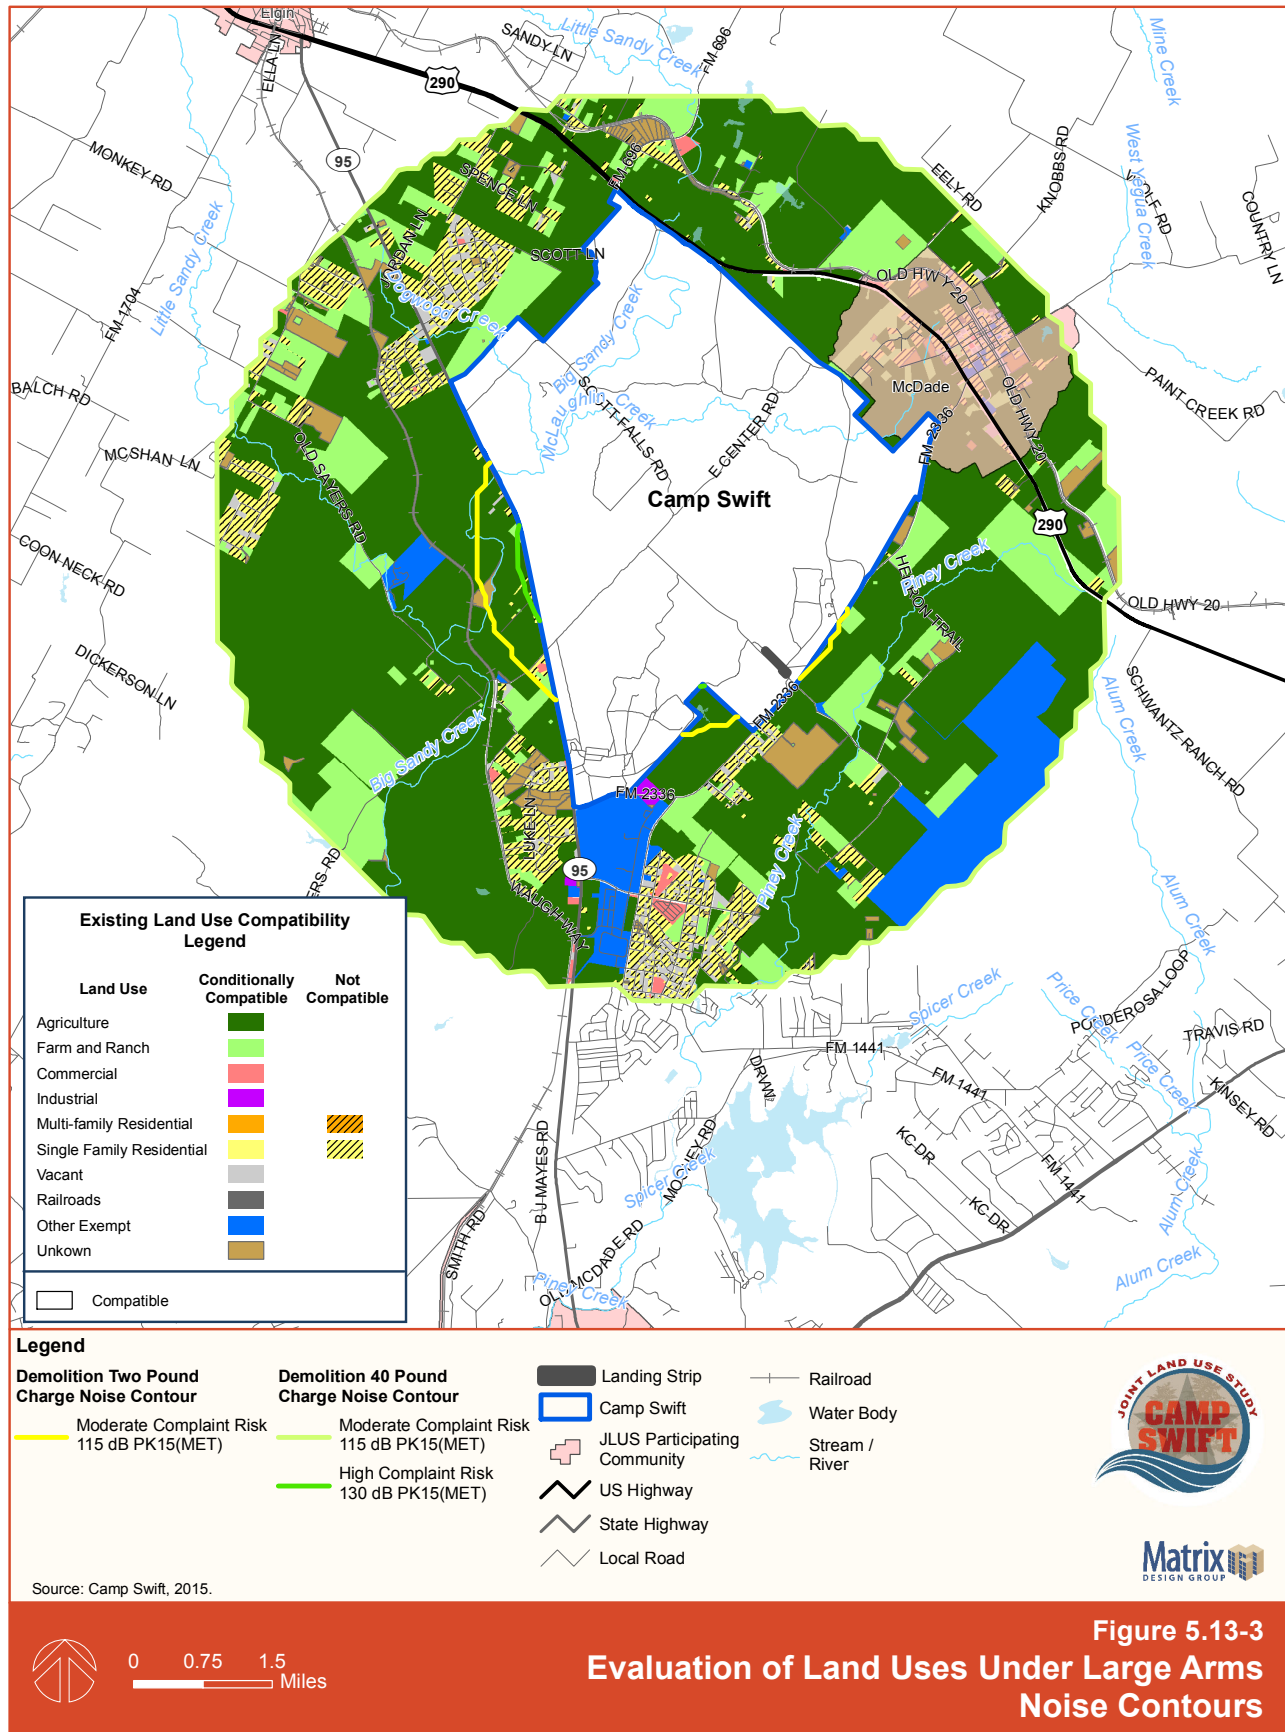 Elgin
ELLA LN
SANDY LN
Little Sandy Creek
FM 696
Mine Creek
290
95
MONKEY RD
SPENCE LN
FM 696
EELY RD
KNOBBS RD
West Yegua Creek
COUNTRY LN
Little Sandy Creek
JORDAN LN
SCOTT LN
Dogwood Creek
OLD HWY 20
FM 1704
Big Sandy Creek
McLaughlin Creek
SCOTT FALLS RD
E CENTER RD
McDade
OLD HWY 20
FM 2336
PAINT CREEK RD
BALCH RD
MCSHAN LN
OLD SAYERS RD
Camp Swift
290
COON NECK RD
Piney Creek
OLD HWY 20
DICKERSON LN
SCHWANTZ RANCH RD
Alum Creek
Big Sandy Creek
FM 2336
FM 2336
LUKE LN
95
WAUGH WAY
Piney Creek
Alum Creek
ERS RD
Spicer Creek
Price Creek
PONDEROSA LOOP
TRAVIS RD
FM 1441
FM 1441
Price Creek
KINSEY RD
KC DR
FM 1441
KC DR
B J MAYES RD
Spicer Creek
SMITH RD
Alum Creek
Alum Creek
Piney Creek
Existing Land Use Compatibility
Legend
Land Use
Conditionally
Compatible
Not
Compatible
Agriculture
Farm and Ranch
Commercial
Industrial
Multi-family Residential
Single Family Residential
Vacant
Railroads
Other Exempt
Unkown
Compatible
Legend
Demolition Two Pound
Charge Noise Contour
Moderate Complaint Risk
115 dB PK15(MET)
Demolition 40 Pound
Charge Noise Contour
Moderate Complaint Risk
115 dB PK15(MET)
High Complaint Risk
130 dB PK15(MET)
Landing Strip
Camp Swift
JLUS Participating
Community
US Highway
State Highway
Local Road
Railroad
Water Body
Stream /
River
JOINT LAND USE STUDY
CAMP
SWIFT
Matrix
DESIGN GROUP
Source: Camp Swift, 2015.
0 0.75 1.5
Miles
Figure 5.13-3
Evaluation of Land Uses Under Large Arms
Noise Contours